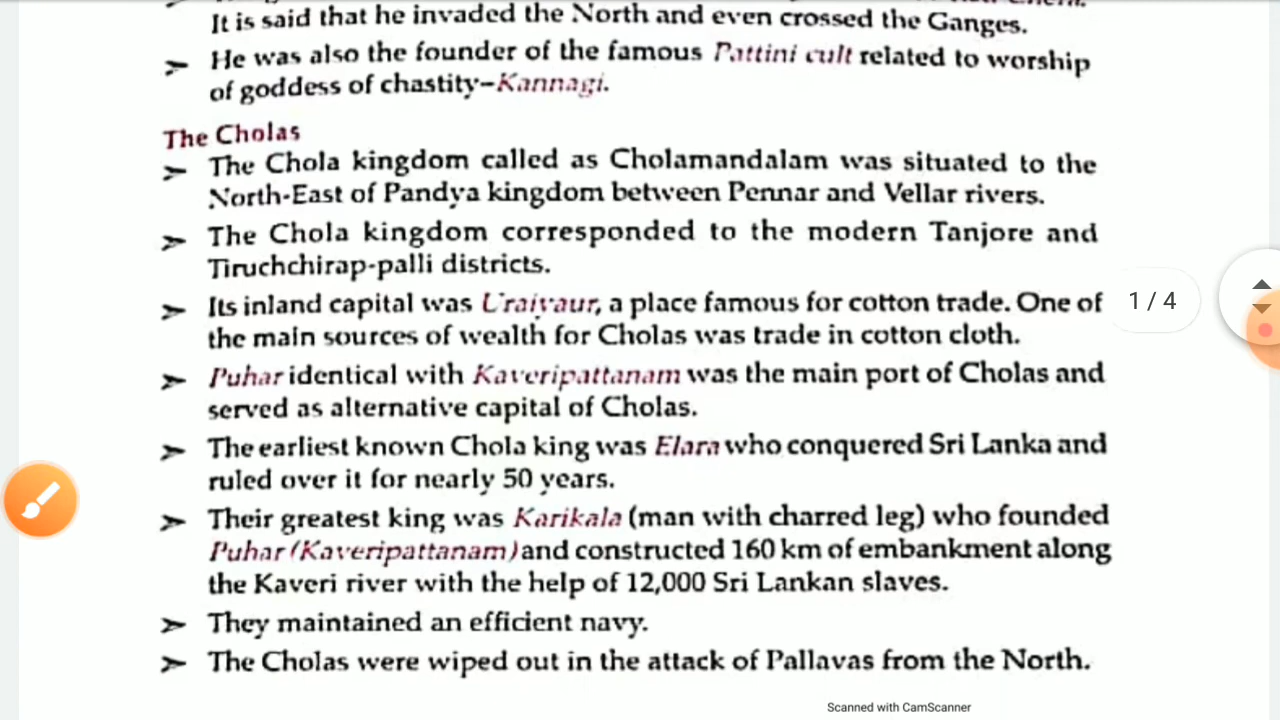 It is said that he invaded the North and even crossed the Ganges.
➤ He was also the founder of the famous Pattini cult related to worship
of goddess of chastity–Kannagi.
The Cholas
➤ The Chola kingdom called as Cholamandalam was situated to the
North-East of Pandya kingdom between Pennar and Vellar rivers.
➤ The Chola kingdom corresponded to the modern Tanjore and
Tiruchchirap-palli districts.
➤ Its inland capital was Uraiyaur, a place famous for cotton trade. One of
the main sources of wealth for Cholas was trade in cotton cloth.
1 / 4
➤ Puhar identical with Kaveripattanam was the main port of Cholas and
served as alternative capital of Cholas.
➤ The earliest known Chola king was Elara who conquered Sri Lanka and
ruled over it for nearly 50 years.
➤ Their greatest king was Karikala (man with charred leg) who founded
Puhar (Kaveripattanam) and constructed 160 km of embankment along
the Kaveri river with the help of 12,000 Sri Lankan slaves.
➤ They maintained an efficient navy.
➤ The Cholas were wiped out in the attack of Pallavas from the North.
Scanned with CamScanner